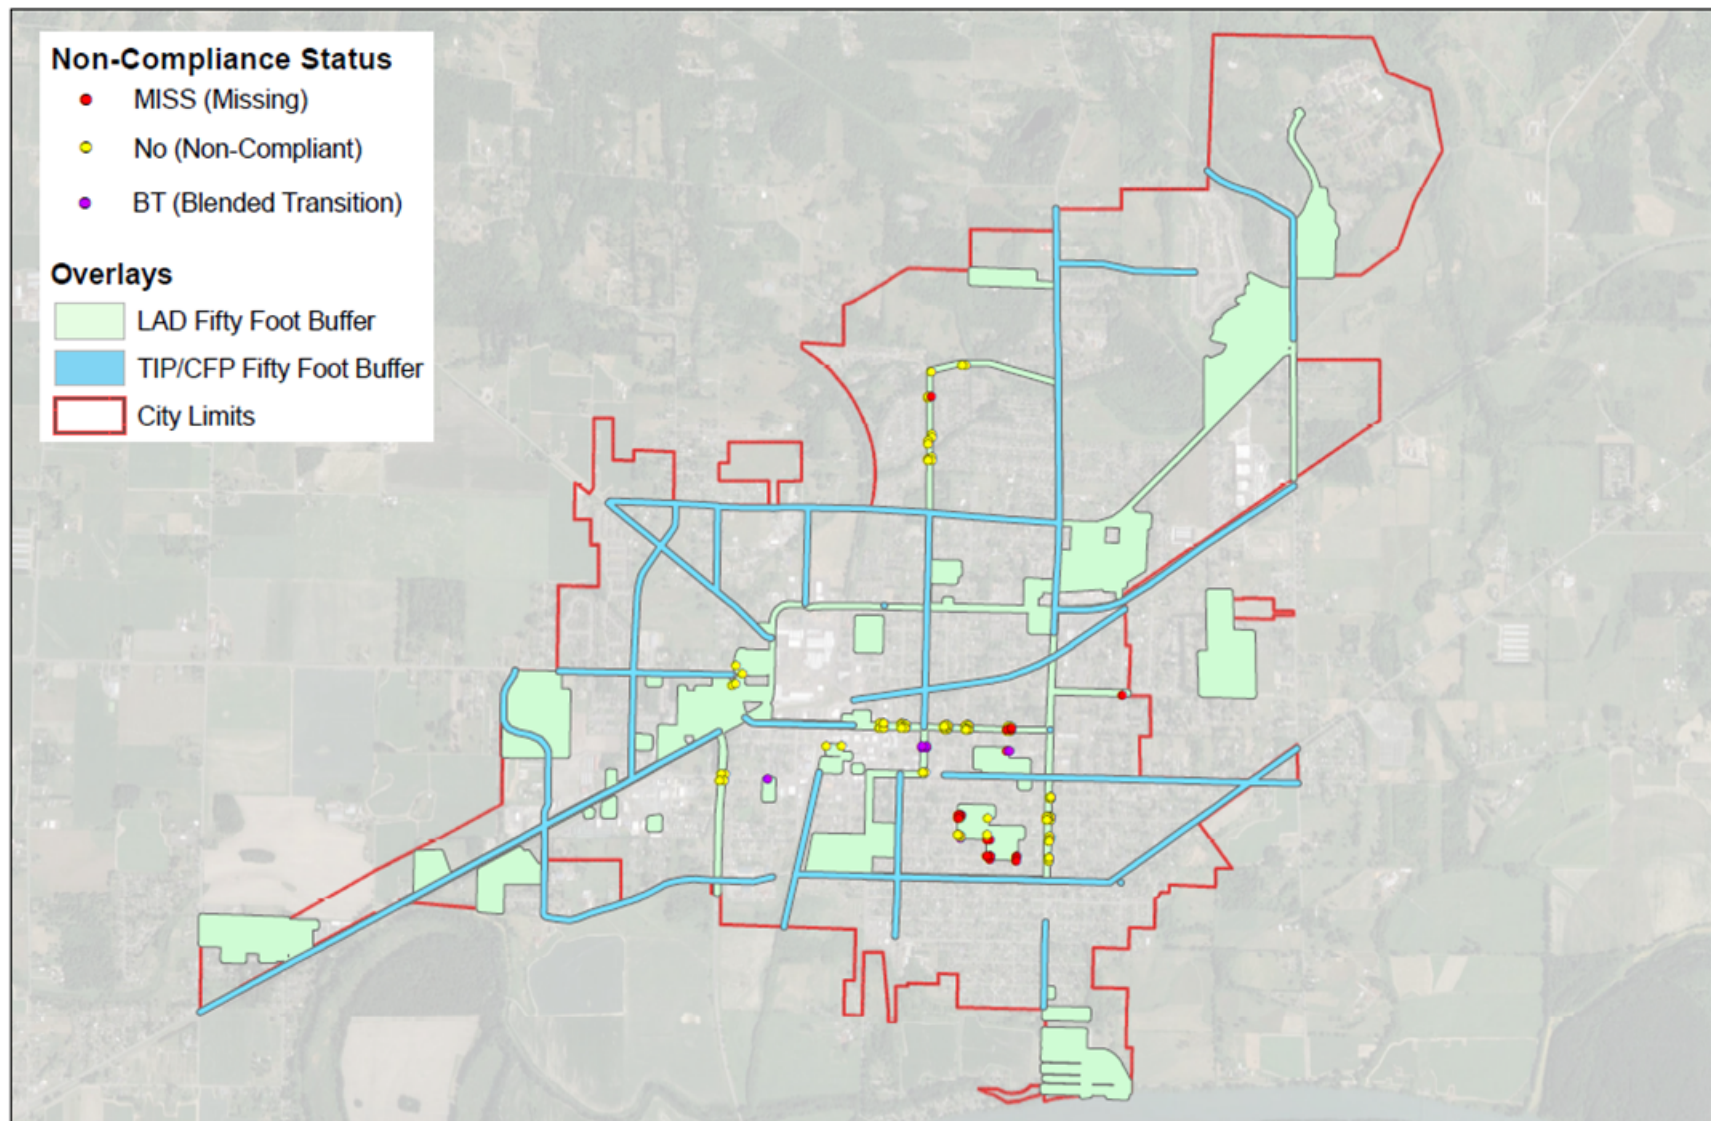 Non-Compliance Status
MISS (Missing)
No (Non-Compliant)
BT (Blended Transition)
Overlays
LAD Fifty Foot Buffer
TIP/CFP Fifty Foot Buffer
City Limits